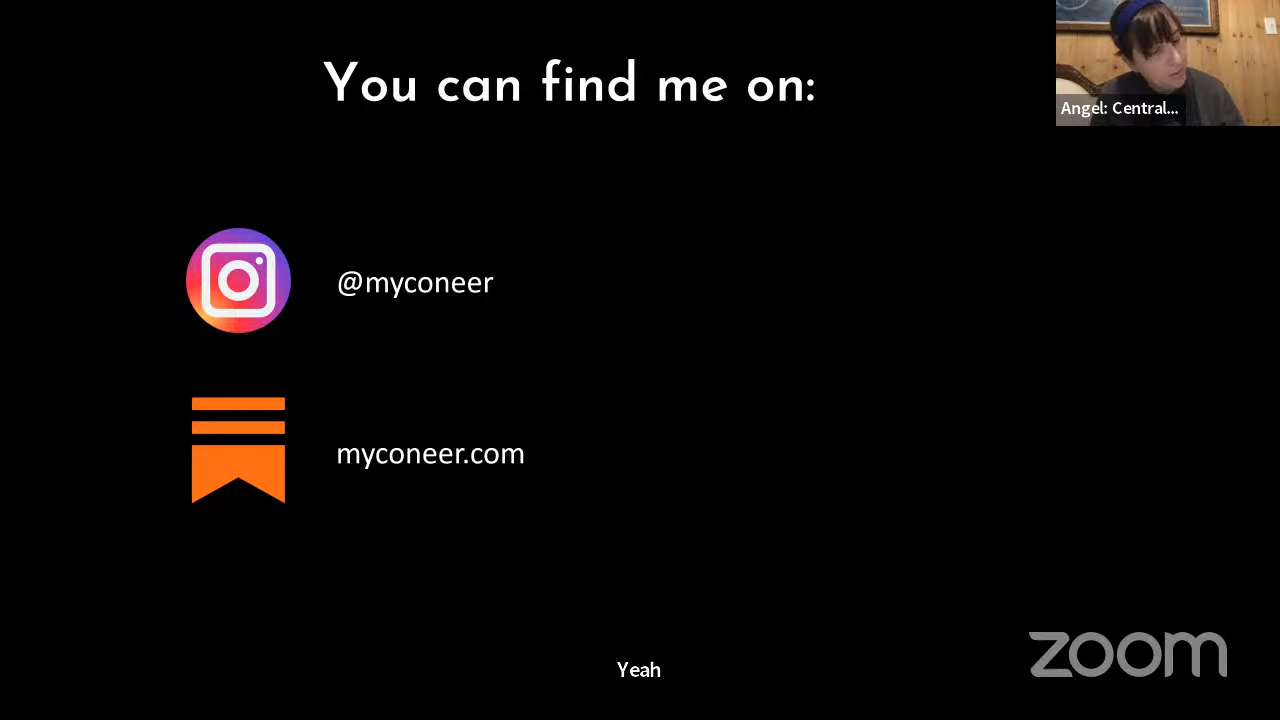 You can find me on:
Angel: Central...
@myconeer
myconeer.com
Yeah
zoom